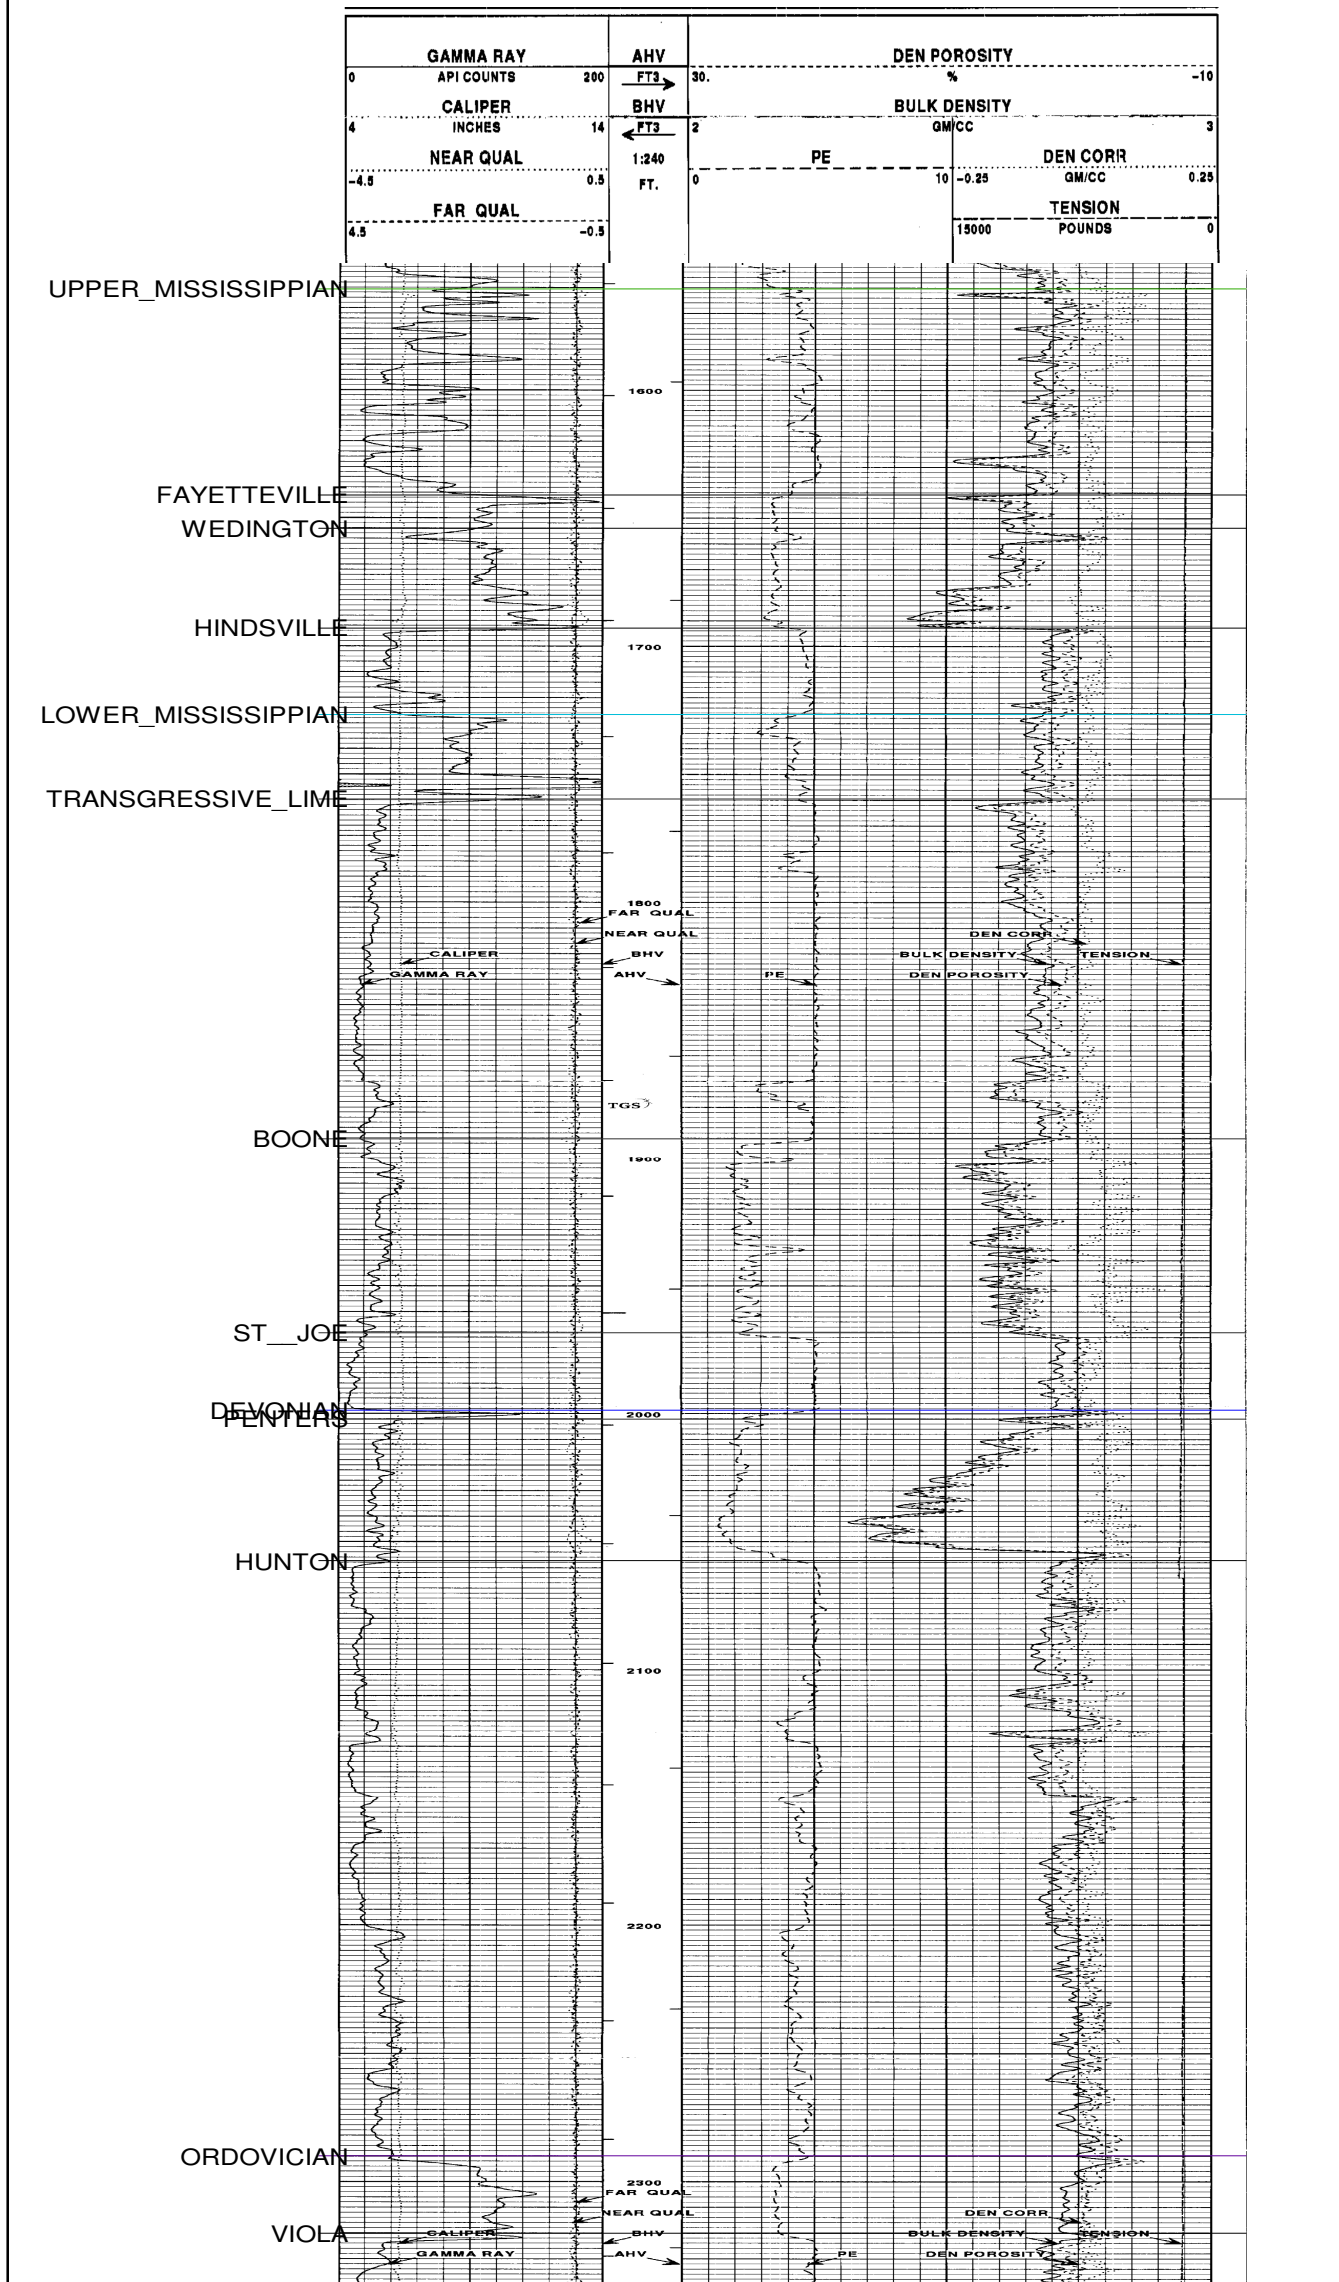 GAMMA RAY AHV DEN POROSITY
0 API COUNTS 200 FT3 30. % -10
CALIPER BHV BULK DENSITY
4 INCHES 14 FT3 2 GM/CC 3
NEAR QUAL 1:240 PE DEN CORR
-4.5 0.5 FT. 0 10 -0.25 GM/CC 0.25
FAR QUAL TENSION
4.5 -0.5 15000 POUNDS 0
UPPER_MISSISSIPPIAN
1600
FAYETTEVILLE
WEDINGTON
HINDSVILLE
1700
LOWER_MISSISSIPPIAN
TRANSGRESSIVE_LIME
1800
FAR QUAL
NEAR QUAL DEN CORR
CALIPER BHV BULK DENSITY TENSION
GAMMA RAY AHV PE DEN POROSITY
TGS
BOONE
1900
ST__JOE
DEVONIAN
PENTERS
2000
HUNTON
2100
2200
ORDOVICIAN
2300
FAR QUAL
NEAR QUAL DEN CORR
VIOLA CALIPER BHV BULK DENSITY TENSION
GAMMA RAY AHV PE DEN POROSITY